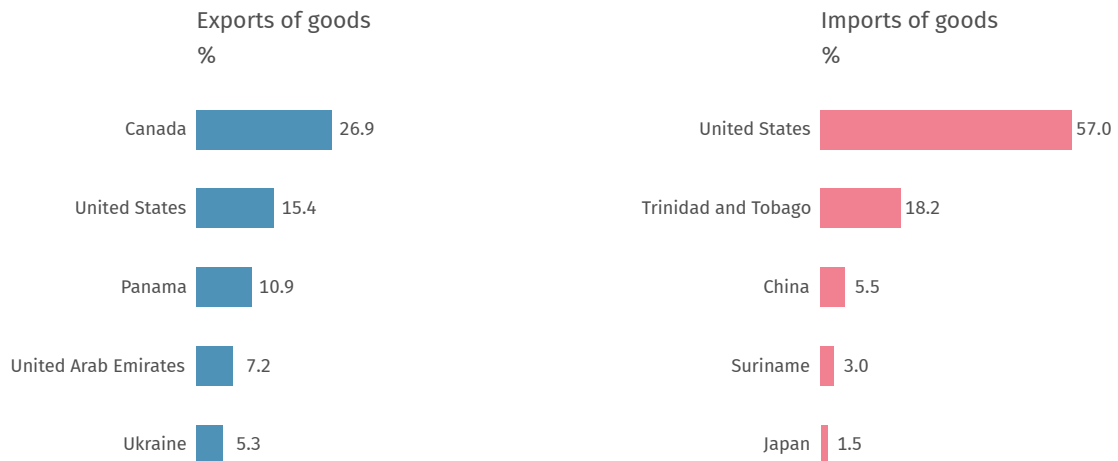 Exports of goods
%
Canada 26.9
United States 15.4
Panama 10.9
United Arab Emirates 7.2
Ukraine 5.3
Imports of goods
%
United States 57.0
Trinidad and Tobago 18.2
China 5.5
Suriname 3.0
Japan 1.5